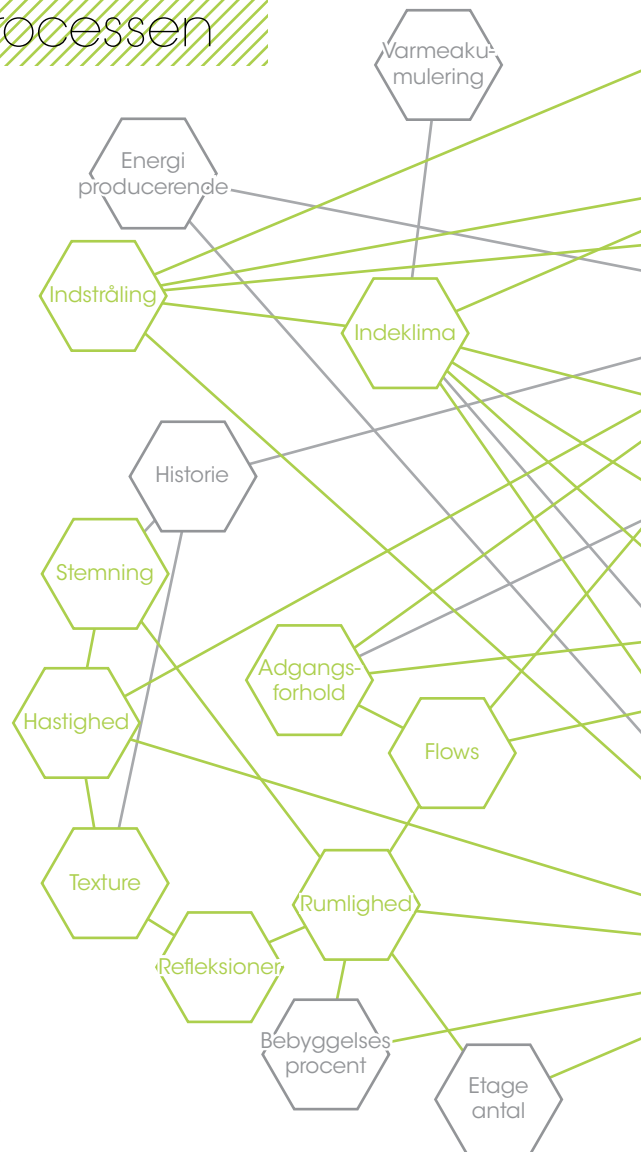 rocessen
Varmeaku-
mulering
Energi
producerende
Indstråling
Indeklima
Historie
Stemning
Adgangs-
forhold
Hastighed
Flows
Texture
Rumlighed
Refleksioner
Bebyggelses
procent
Etage
antal